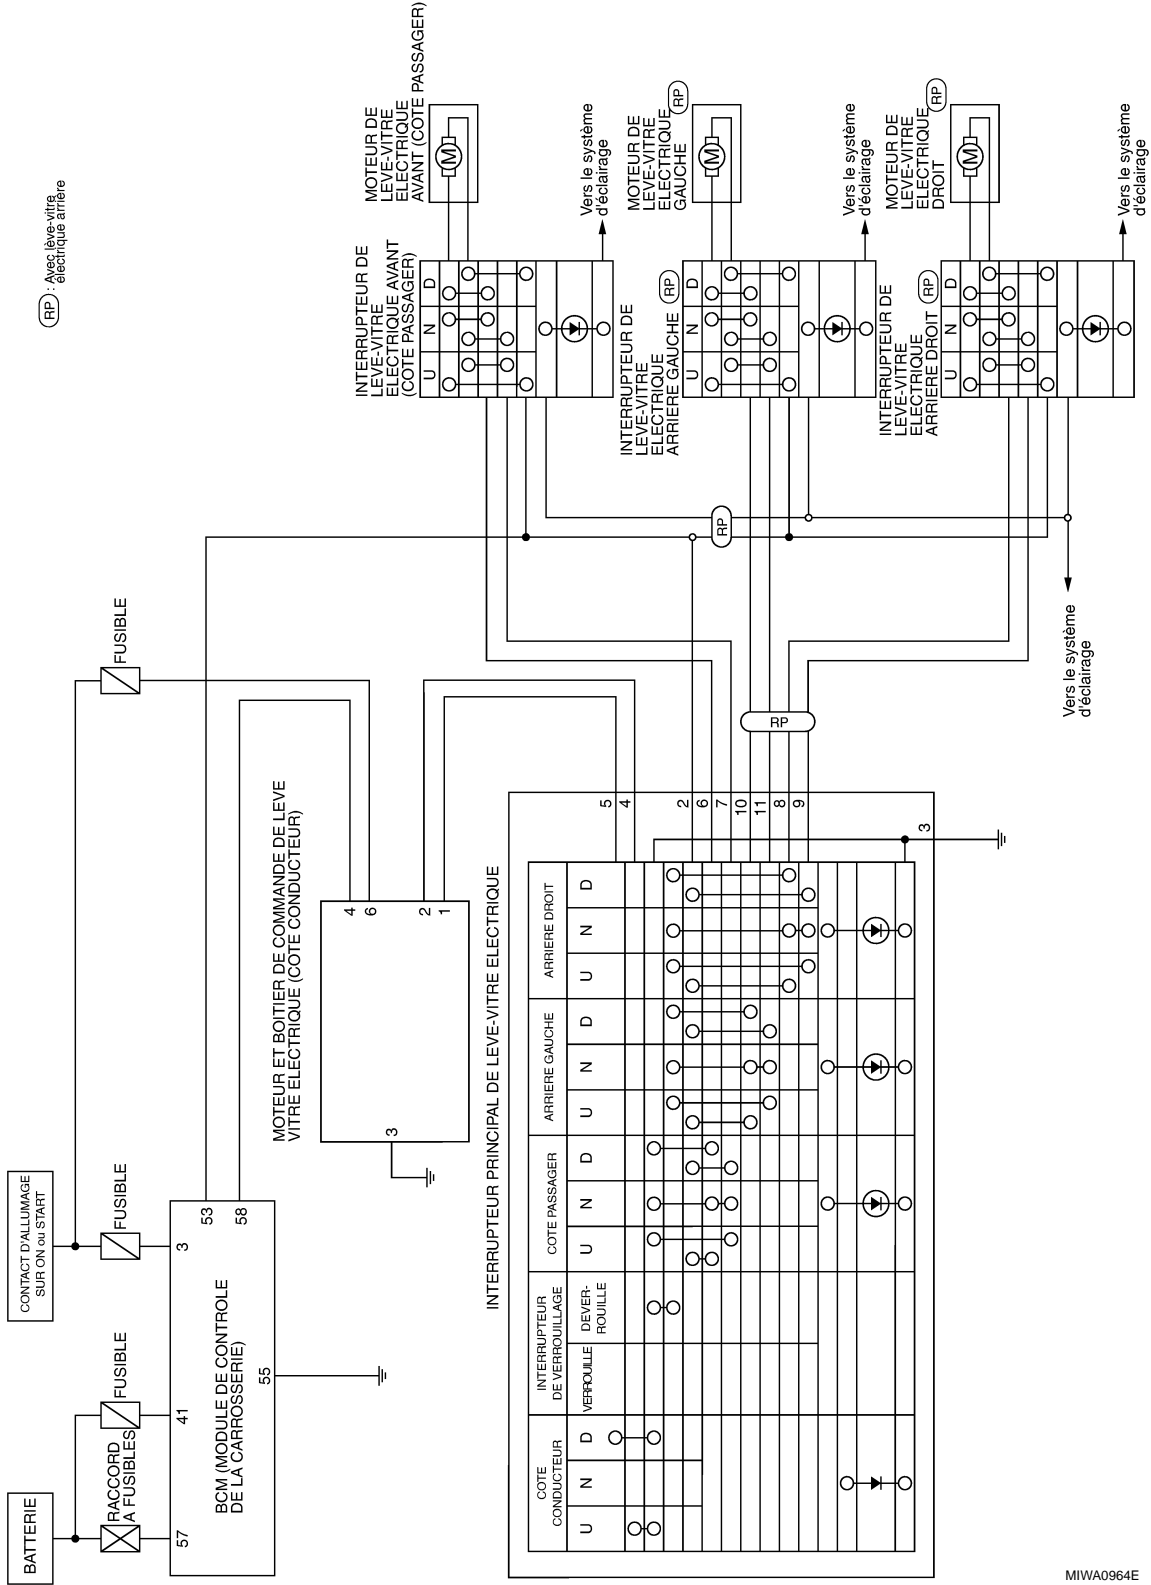 BATTERIE
CONTACT D'ALLUMAGE
SUR ON ou START
RACCORD
A FUSIBLES
FUSIBLE
FUSIBLE
FUSIBLE
57
41
3
53
58
55
BCM (MODULE DE CONTROLE
DE LA CARROSSERIE)
MOTEUR ET BOITIER DE COMMANDE DE LEVE
VITRE ELECTRIQUE (COTE CONDUCTEUR)
3
4
6
2
1
RP
: Avec lève-vitre
électrique arrière
INTERRUPTEUR PRINCIPAL DE LEVE-VITRE ELECTRIQUE
COTE
CONDUCTEUR
INTERRUPTEUR
DE VERROUILLAGE
COTE PASSAGER
ARRIERE GAUCHE
ARRIERE DROIT
U
N
D
VERROUILLE
DEVER-
ROUILLE
U
N
D
U
N
D
U
N
D
5
4
2
6
7
10
11
8
9
3
RP
RP
INTERRUPTEUR DE
LEVE-VITRE
ELECTRIQUE AVANT
(COTE PASSAGER)
U
N
D
MOTEUR DE
LEVE-VITRE
ELECTRIQUE
AVANT (COTE PASSAGER)
M
Vers le système
d'éclairage
INTERRUPTEUR DE
LEVE-VITRE
ELECTRIQUE
ARRIERE GAUCHE
RP
U
N
D
MOTEUR DE
LEVE-VITRE
ELECTRIQUE
GAUCHE
RP
M
Vers le système
d'éclairage
INTERRUPTEUR DE
LEVE-VITRE
ELECTRIQUE
ARRIERE DROIT
RP
U
N
D
MOTEUR DE
LEVE-VITRE
ELECTRIQUE
DROIT
RP
M
Vers le système
d'éclairage
Vers le système
d'éclairage
MIWA0964E